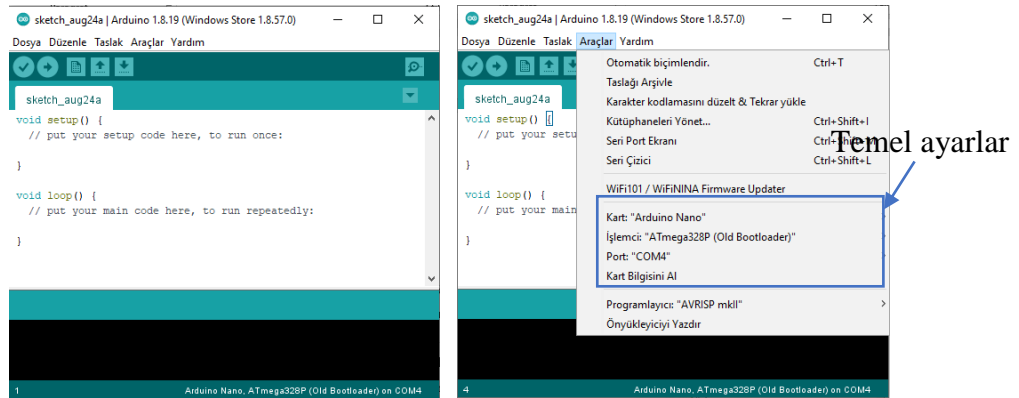 sketch_aug24a | Arduino 1.8.19 (Windows Store 1.8.57.0)
Dosya Düzenle Taslak Araçlar Yardım
sketch_aug24a
void setup() {
// put your setup code here, to run once:
}
void loop() {
// put your main code here, to run repeatedly:
}
1
Arduino Nano, ATmega328P (Old Bootloader) on COM4
sketch_aug24a | Arduino 1.8.19 (Windows Store 1.8.57.0)
Dosya Düzenle Taslak Araçlar Yardım
sketch_aug24a
void setup() {
// put your setu
}
void loop() {
// put your main
}
Otomatik biçimlendir. Ctrl+T
Taslağı Arşivle
Karakter kodlamasını düzelt & Tekrar yükle
Kütüphaneleri Yönet... Ctrl+Shift+I
Seri Port Ekranı Ctrl+Shift+M
Seri Çizici Ctrl+Shift+L
WiFi101 / WiFiNINA Firmware Updater
Kart: "Arduino Nano"
İşlemci: "ATmega328P (Old Bootloader)"
Port: "COM4"
Kart Bilgisini Al
Programlayıcı: "AVRISP mkII"
Önyükleyiciyi Yazdır
4
Arduino Nano, ATmega328P (Old Bootloader) on COM4
Temel ayarlar